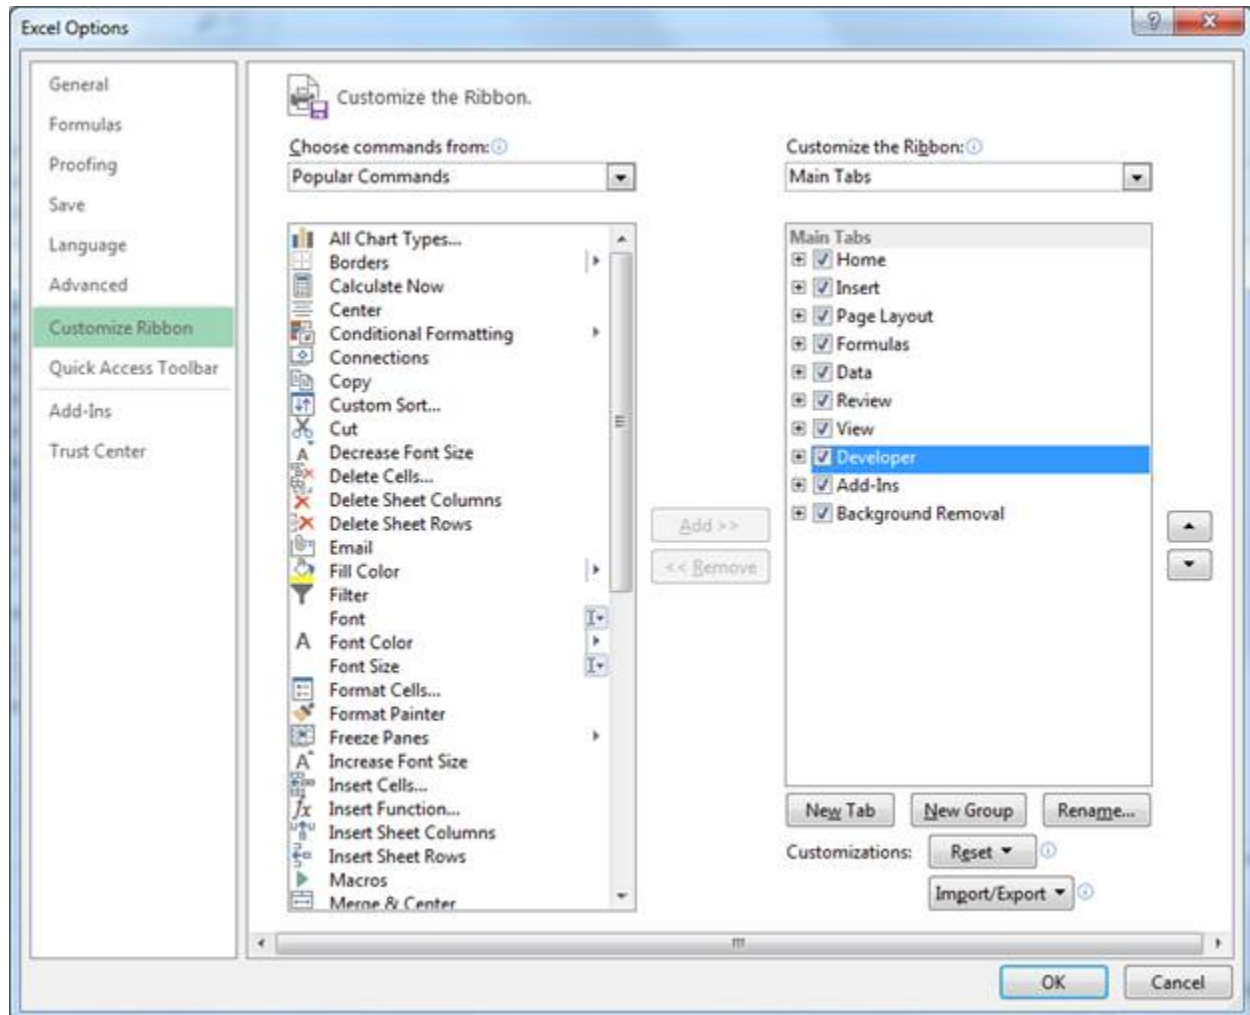 Excel Options
General
Formulas
Proofing
Save
Language
Advanced
Customize Ribbon
Quick Access Toolbar
Add-Ins
Trust Center
Customize the Ribbon.
Choose commands from:
Popular Commands
All Chart Types...
Borders
Calculate Now
Center
Conditional Formatting
Connections
Copy
Custom Sort...
Cut
Decrease Font Size
Delete Cells...
Delete Sheet Columns
Delete Sheet Rows
Email
Fill Color
Filter
Font
Font Color
Font Size
Format Cells...
Format Painter
Freeze Panes
Increase Font Size
Insert Cells...
Insert Function...
Insert Sheet Columns
Insert Sheet Rows
Macros
Merge & Center
Add >>
<< Remove
Customize the Ribbon:
Main Tabs
Main Tabs
Home
Insert
Page Layout
Formulas
Data
Review
View
Developer
Add-Ins
Background Removal
New Tab
New Group
Rename...
Customizations:
Reset
Import/Export
OK
Cancel